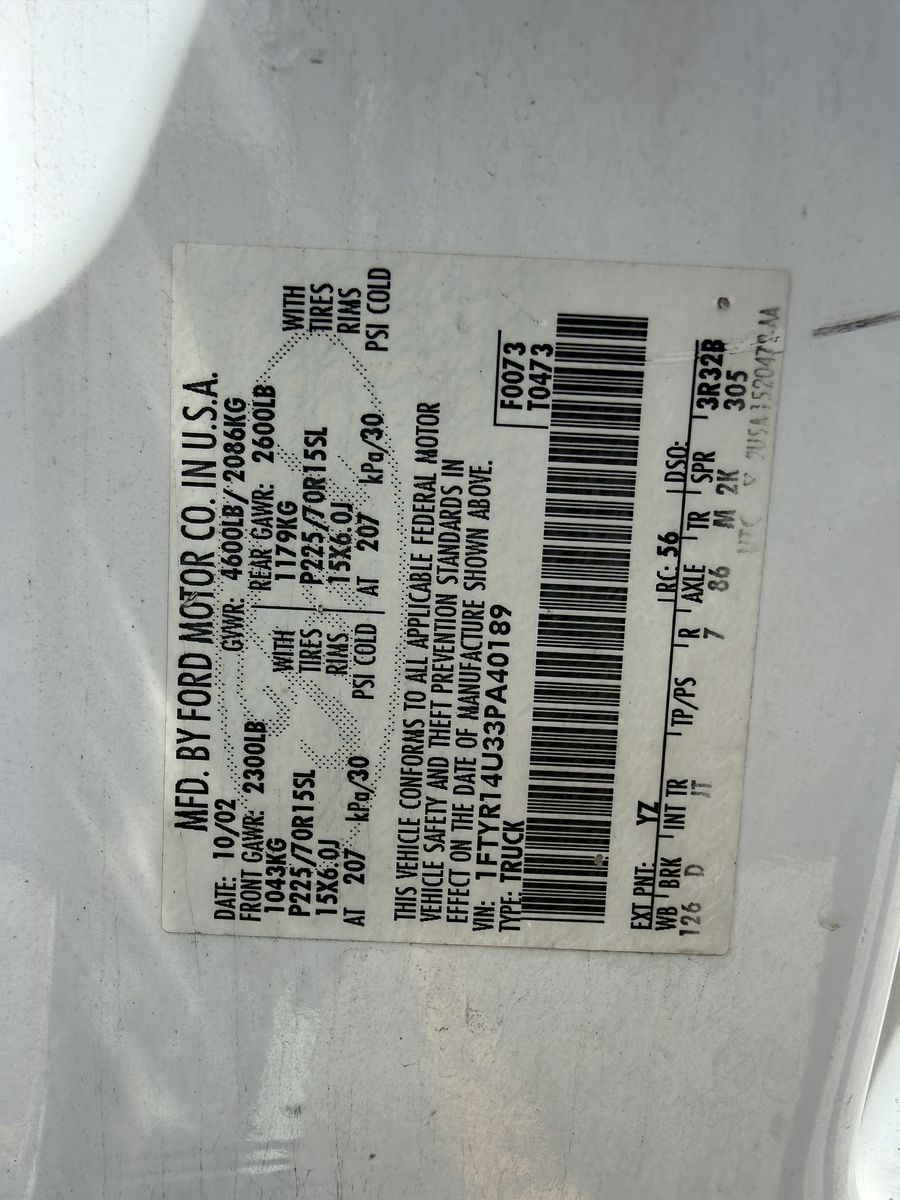 MFD. BY FORD MOTOR CO. IN U.S.A.
DATE: 10/02 GVWR: 4600LB/ 2086KG
FRONT GAWR: 2300LB REAR GAWR: 2600LB
1043KG WITH 1179KG WITH
P225/70R15SL TIRES P225/70R15SL TIRES
15X6.0J RIMS 15X6.0J RIMS
AT 207 kPa/30 PSI COLD AT 207 kPa/30 PSI COLD
THIS VEHICLE CONFORMS TO ALL APPLICABLE FEDERAL MOTOR
VEHICLE SAFETY AND THEFT PREVENTION STANDARDS IN
EFFECT ON THE DATE OF MANUFACTURE SHOWN ABOVE.
VIN: 1FTYR14U33PA40189 F0073
TYPE: TRUCK T0473
EXT PNT: YZ RC: 56 DSO:
WB BRK INT TR TP/PS R AXLE TR SPR 3R32B
126 D IT 7 86 M 2K 305
UTC